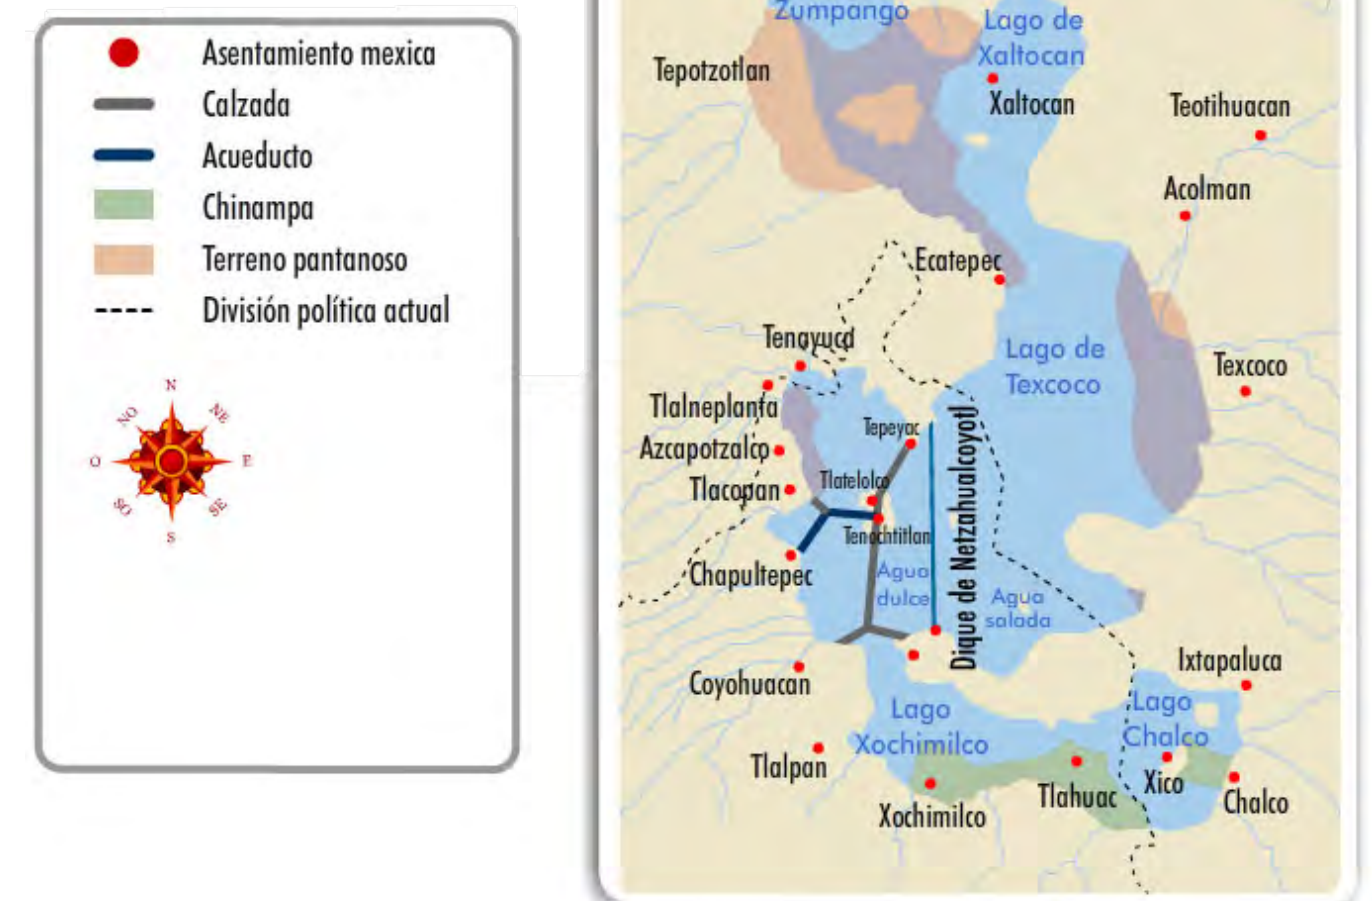 Asentamiento mexica
Calzada
Acueducto
Chinampa
Terreno pantanoso
División política actual
N
NO
NE
O
E
SO
SE
S
Zumpango
Lago de
Xaltocan
Tepotzotlan
Xaltocan
Teotihuacan
Acolman
Ecatepec
Tenayuca
Lago de
Texcoco
Texcoco
Tlalneplanta
Tepeyac
Azcapotzalco
Tlatelolco
Tlacopan
Tenochtitlan
Dique de Netzahualcoyotl
Chapultepec
Agua
dulce
Agua
salada
Coyohuacan
Ixtapaluca
Lago
Xochimilco
Lago
Chalco
Tlalpan
Xochimilco
Tlahuac
Xico
Chalco